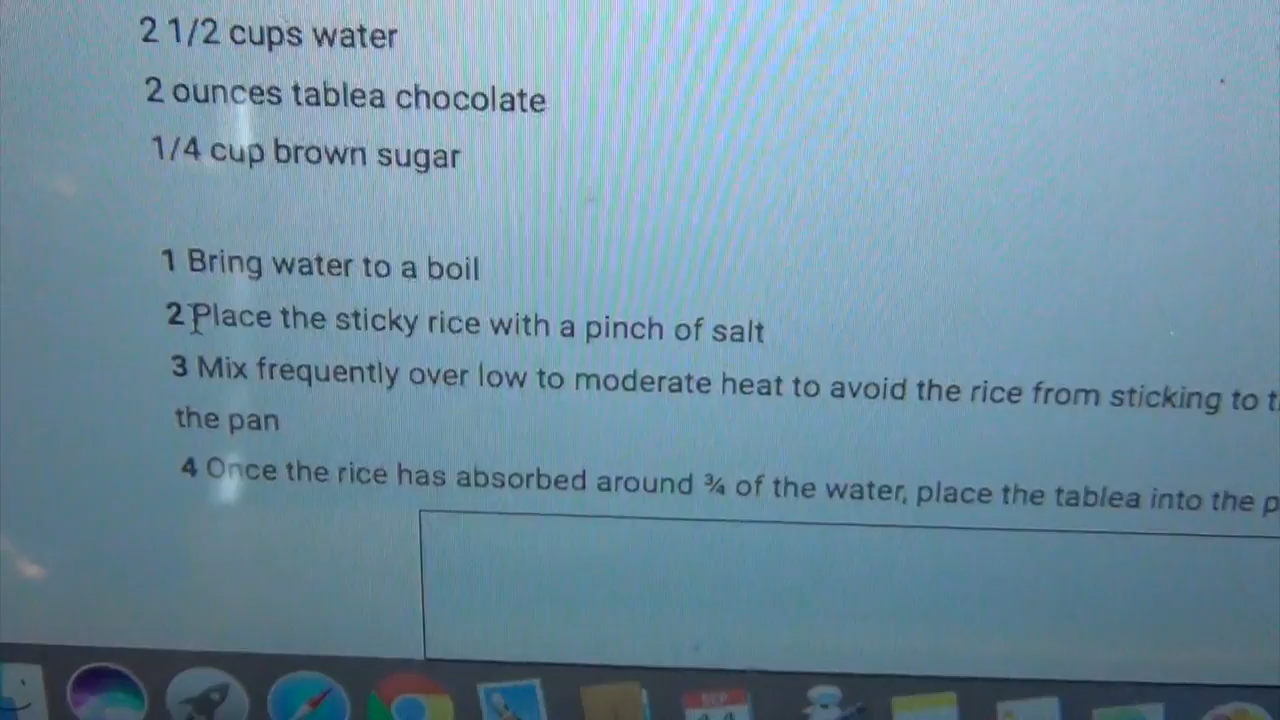 2 1/2 cups water
2 ounces tablea chocolate
1/4 cup brown sugar
1 Bring water to a boil
2 Place the sticky rice with a pinch of salt
3 Mix frequently over low to moderate heat to avoid the rice from sticking to
the pan
4 Once the rice has absorbed around ¾ of the water, place the tablea into the